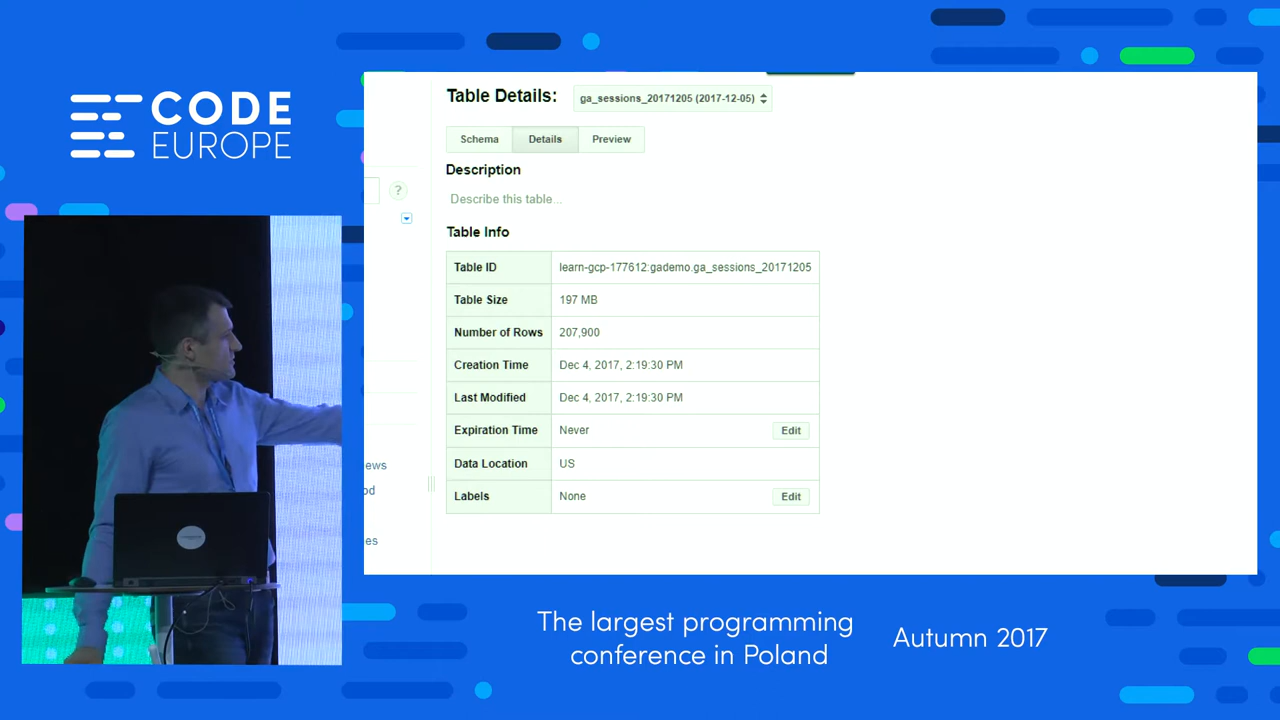 CODE
EUROPE
Table Details: ga_sessions_20171205 (2017-12-05)
Schema Details Preview
Description
Describe this table...
?
Table Info
Table ID learn-gcp-177612:gademo.ga_sessions_20171205
Table Size 197 MB
Number of Rows 207,900
Creation Time Dec 4, 2017, 2:19:30 PM
Last Modified Dec 4, 2017, 2:19:30 PM
Expiration Time Never Edit
Data Location US
Labels None Edit
ews
od
es
The largest programming
conference in Poland
Autumn 2017